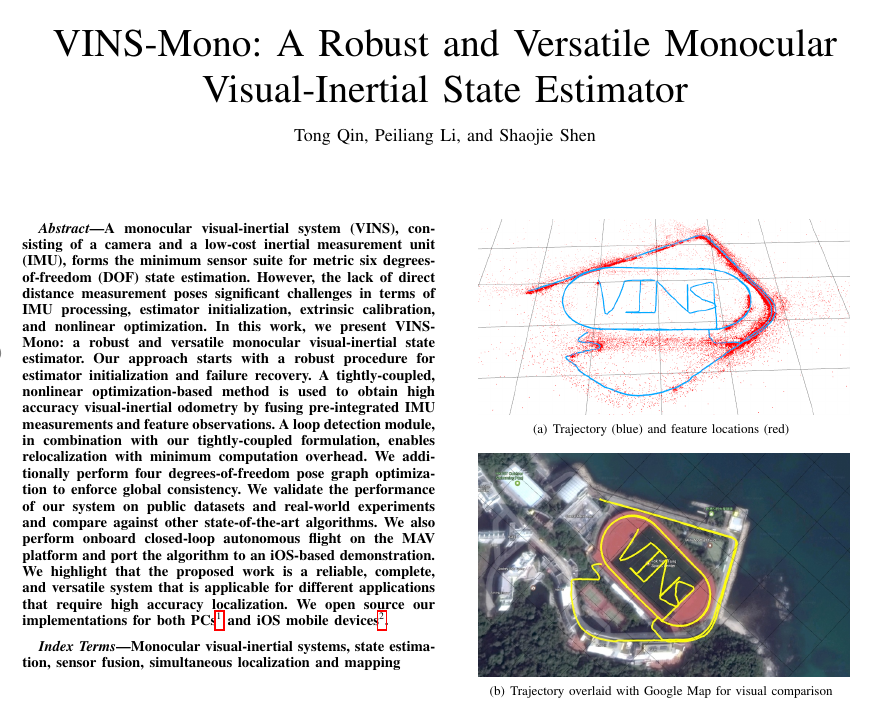 VINS-Mono: A Robust and Versatile Monocular
Visual-Inertial State Estimator
Tong Qin, Peiliang Li, and Shaojie Shen
Abstract—A monocular visual-inertial system (VINS), con-
sisting of a camera and a low-cost inertial measurement unit
(IMU), forms the minimum sensor suite for metric six degrees-
of-freedom (DOF) state estimation. However, the lack of direct
distance measurement poses significant challenges in terms of
IMU processing, estimator initialization, extrinsic calibration,
and nonlinear optimization. In this work, we present VINS-
Mono: a robust and versatile monocular visual-inertial state
estimator. Our approach starts with a robust procedure for
estimator initialization and failure recovery. A tightly-coupled,
nonlinear optimization-based method is used to obtain high
accuracy visual-inertial odometry by fusing pre-integrated IMU
measurements and feature observations. A loop detection module,
in combination with our tightly-coupled formulation, enables
relocalization with minimum computation overhead. We addi-
tionally perform four degrees-of-freedom pose graph optimiza-
tion to enforce global consistency. We validate the performance
of our system on public datasets and real-world experiments
and compare against other state-of-the-art algorithms. We also
perform onboard closed-loop autonomous flight on the MAV
platform and port the algorithm to an iOS-based demonstration.
We highlight that the proposed work is a reliable, complete,
and versatile system that is applicable for different applications
that require high accuracy localization. We open source our
implementations for both PCs1 and iOS mobile devices2.
Index Terms—Monocular visual-inertial systems, state estima-
tion, sensor fusion, simultaneous localization and mapping
VINS
(a) Trajectory (blue) and feature locations (red)
VINS
(b) Trajectory overlaid with Google Map for visual comparison